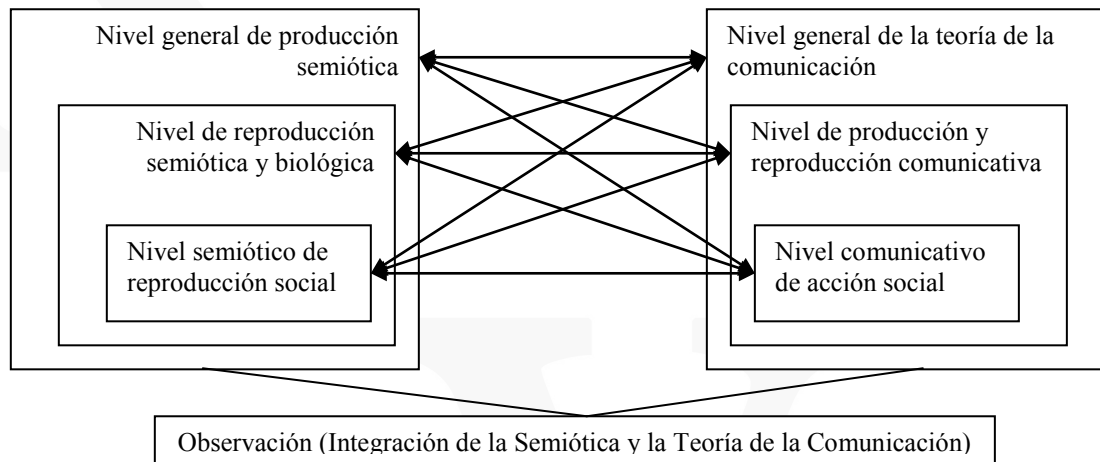 Nivel general de producción
semiótica
Nivel de reproducción
semiótica y biológica
Nivel semiótico de
reproducción social
Nivel general de la teoría de la
comunicación
Nivel de producción y
reproducción comunicativa
Nivel comunicativo
de acción social
Observación (Integración de la Semiótica y la Teoría de la Comunicación)